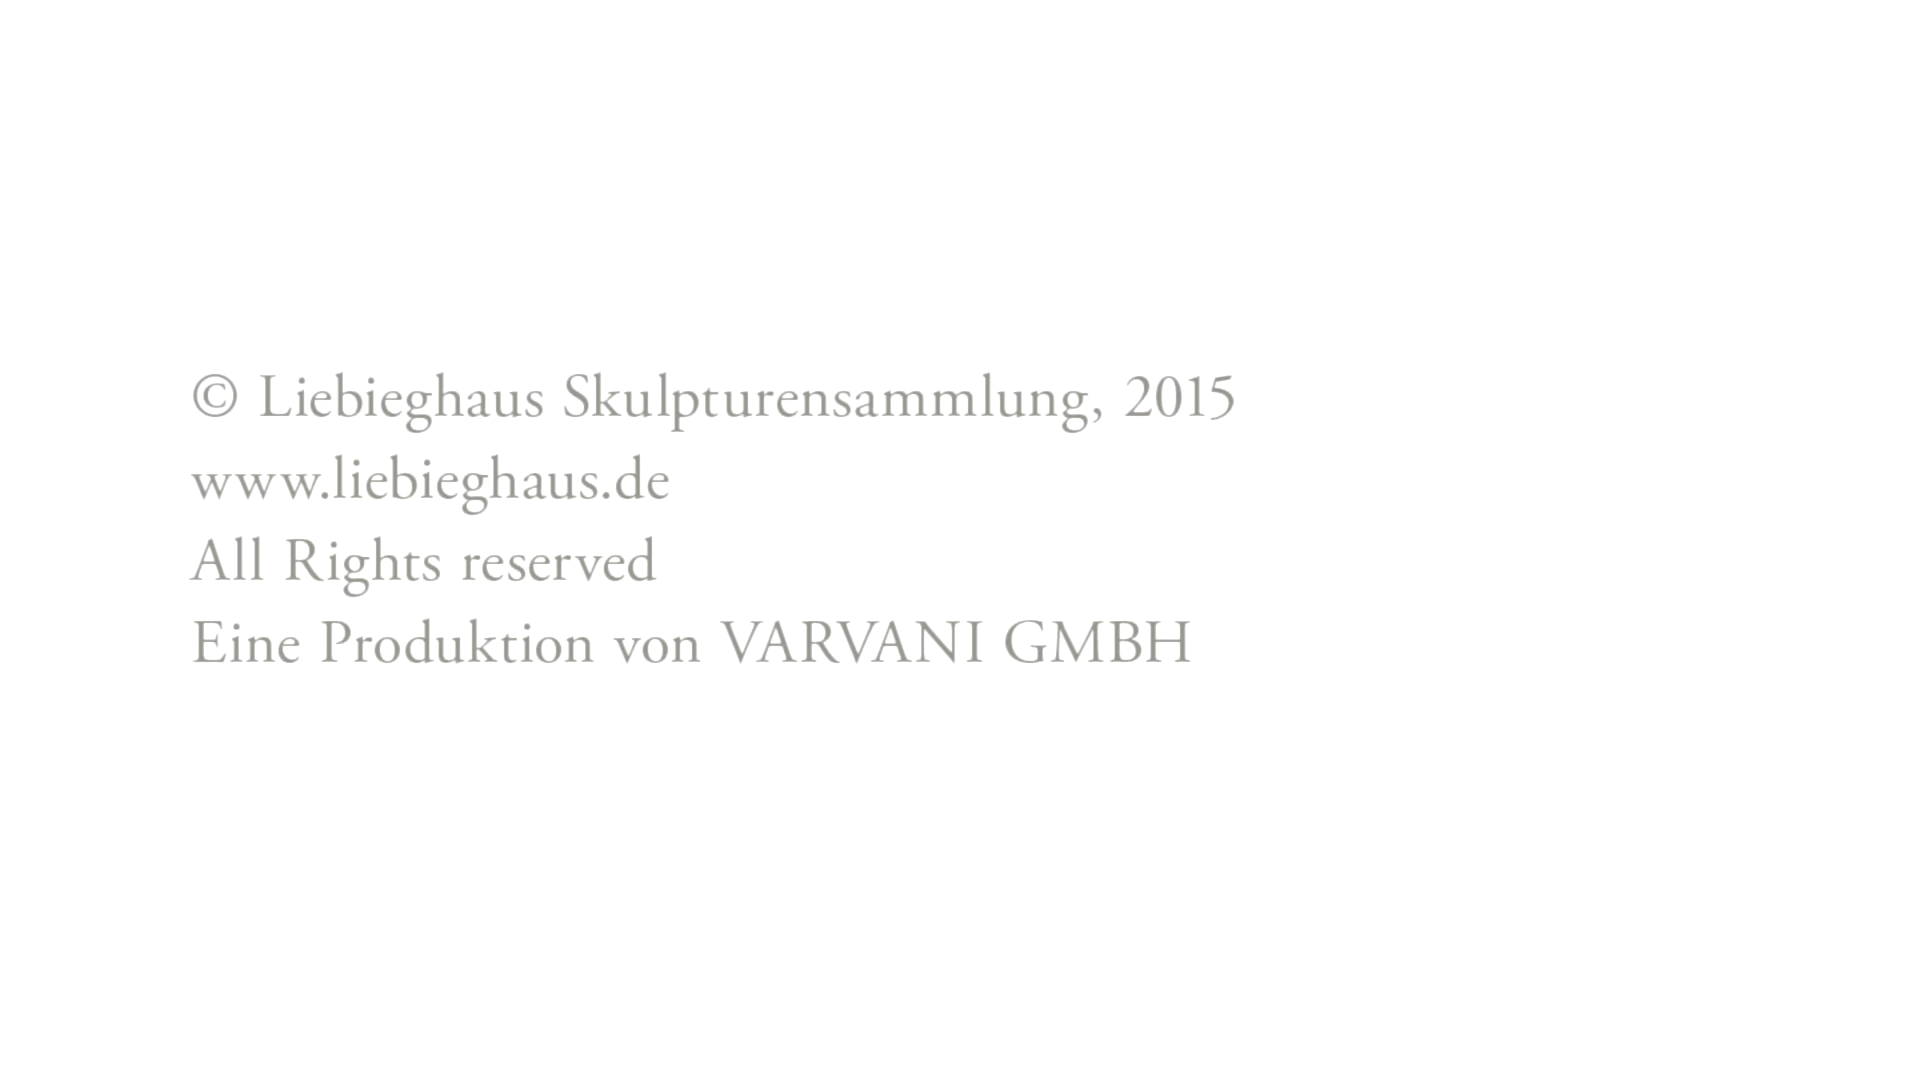 © Liebieghaus Skulpturensammlung, 2015
www.liebieghaus.de
All Rights reserved
Eine Produktion von VARVANI GMBH